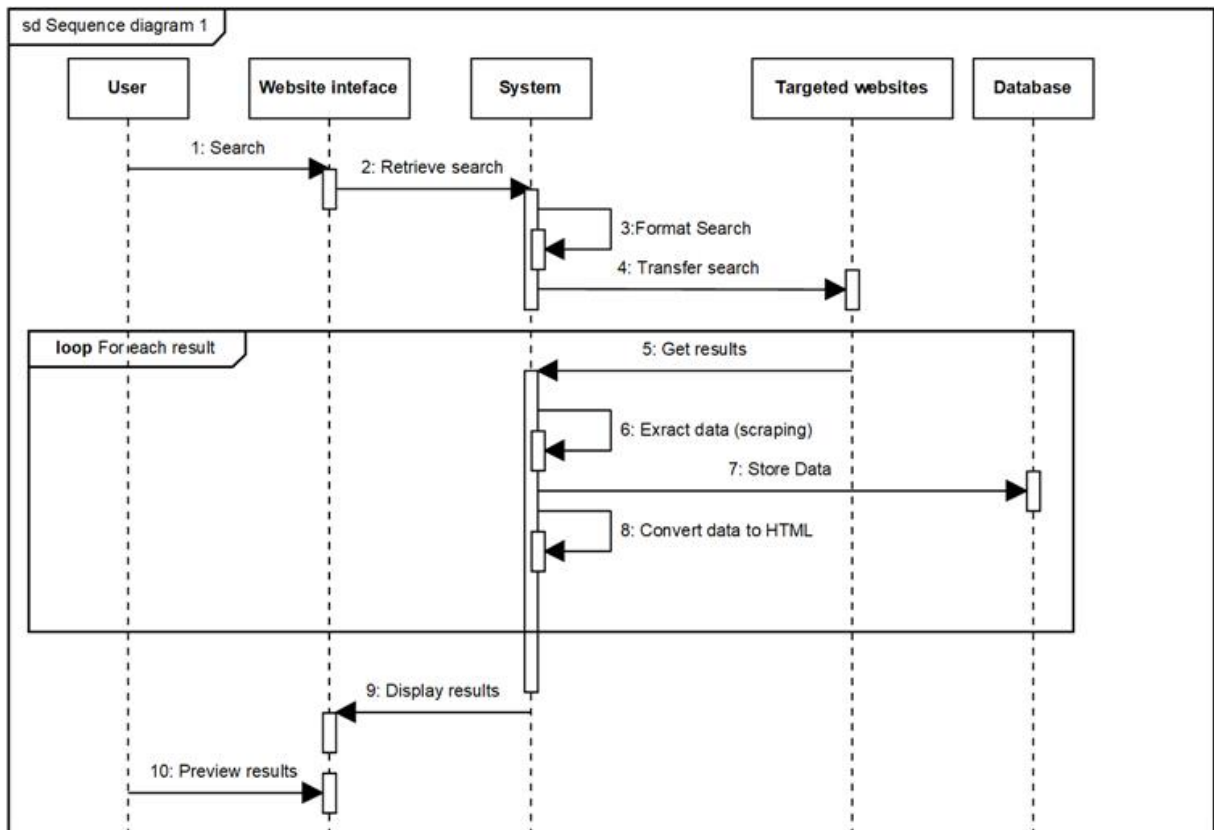 sd Sequence diagram 1
User
Website inteface
System
Targeted websites
Database
1: Search
2: Retrieve search
3:Format Search
4: Transfer search
loop For each result
5: Get results
6: Exract data (scraping)
7: Store Data
8: Convert data to HTML
9: Display results
10: Preview results